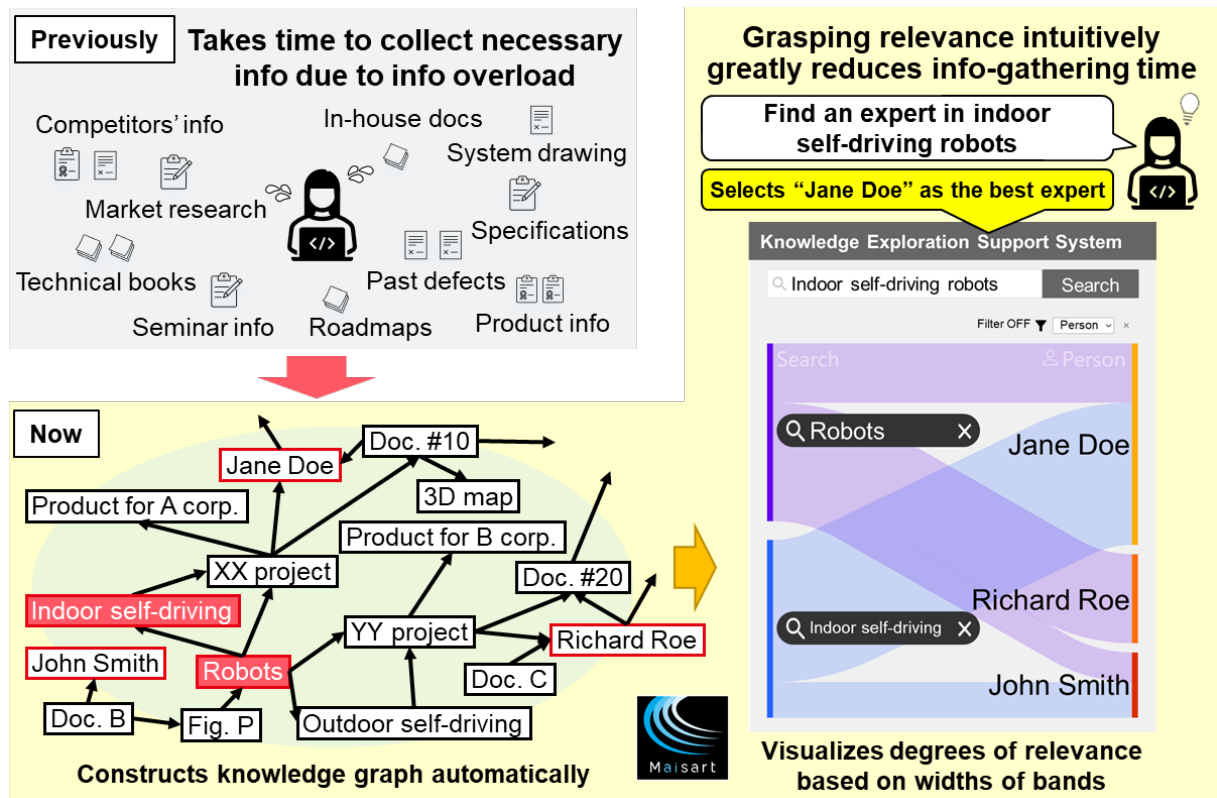 Previously
Takes time to collect necessary
info due to info overload
Competitors' info
In-house docs
System drawing
Market research
</>
Specifications
Technical books
Past defects
Seminar info
Roadmaps
Product info
Now
Doc. #10
Jane Doe
3D map
Product for A corp.
Product for B corp.
XX project
Doc. #20
Indoor self-driving
YY project
Richard Roe
John Smith
Robots
Doc. C
Doc. B
Fig. P
Outdoor self-driving
Maisart
Constructs knowledge graph automatically
Grasping relevance intuitively
greatly reduces info-gathering time
Find an expert in indoor
self-driving robots
</>
Selects “Jane Doe” as the best expert
Knowledge Exploration Support System
Indoor self-driving robots
Search
Filter OFF
Person
×
Search
Person
Robots X
Jane Doe
Richard Roe
Indoor self-driving X
John Smith
Visualizes degrees of relevance
based on widths of bands